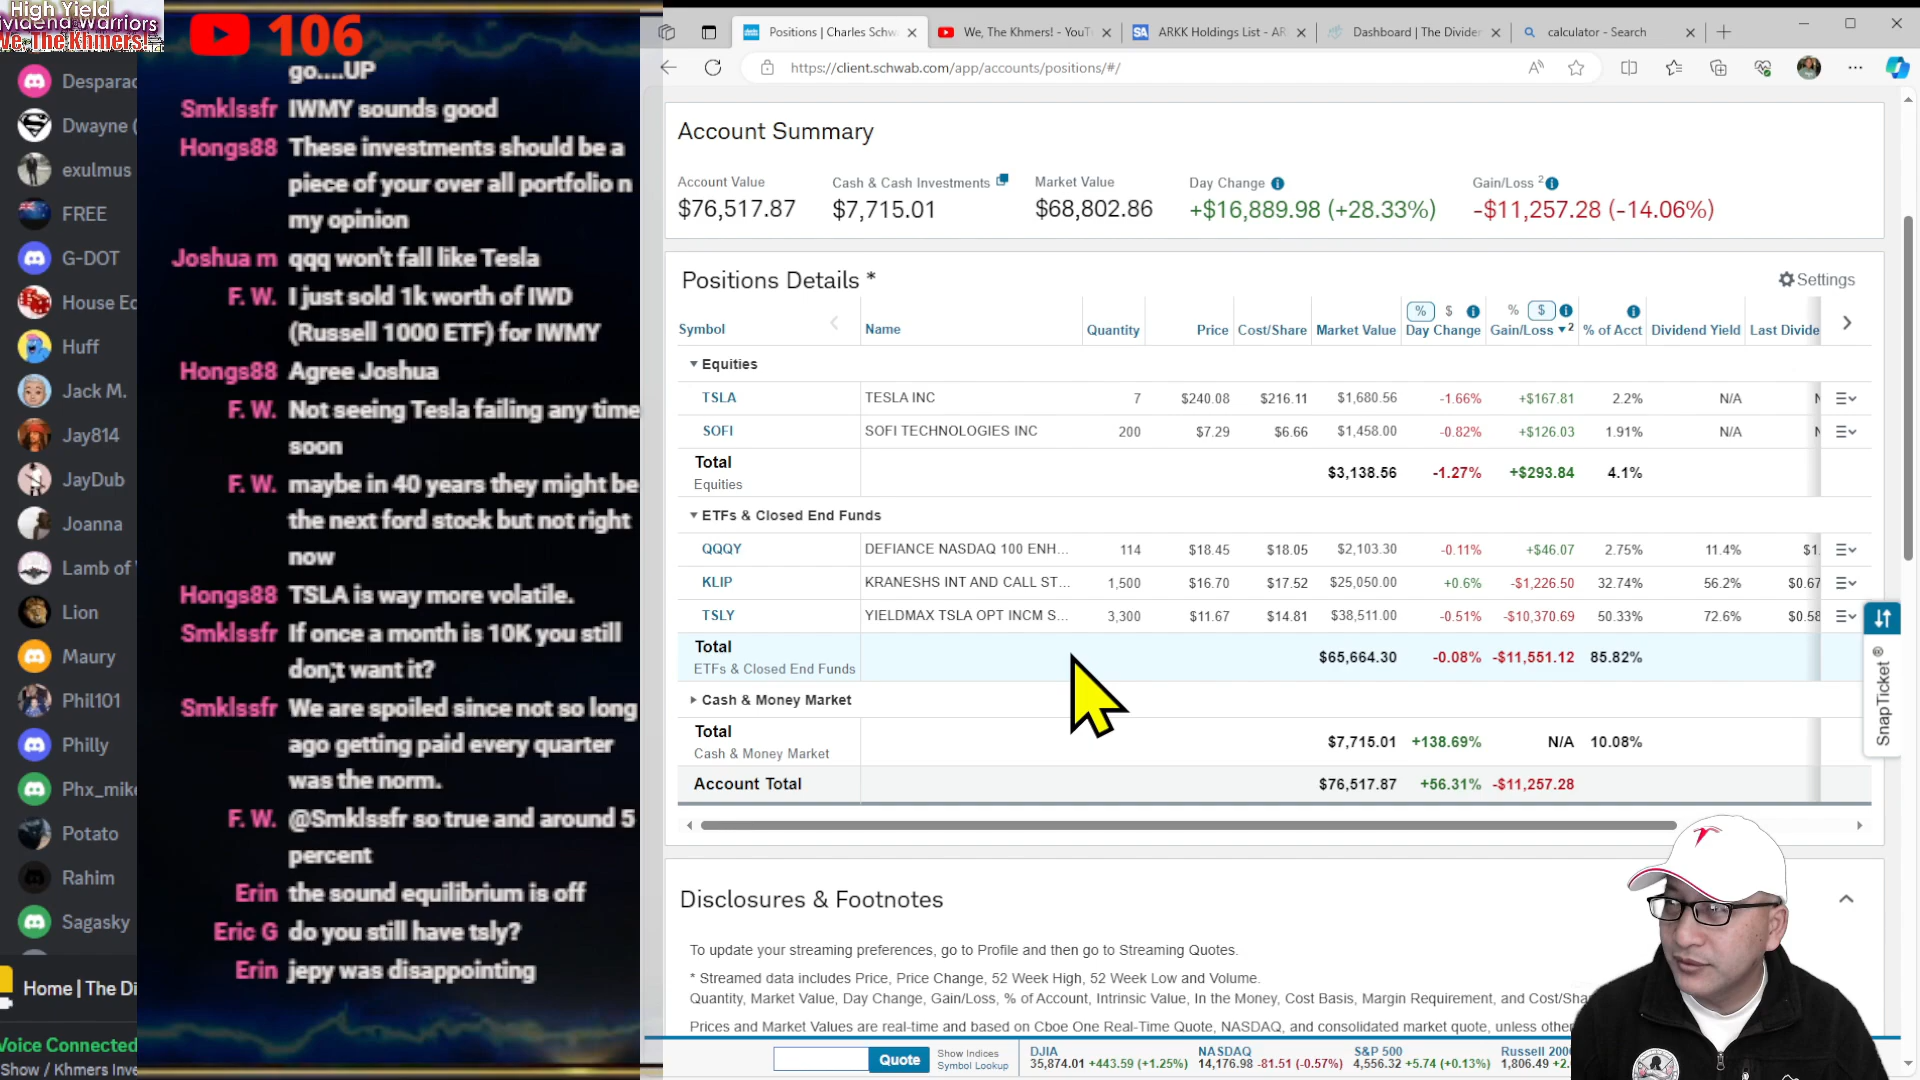 High Yield
Dividend Warriors
We, The Khmers!
106
Desparac
Dwayne (
exulmus
FREE
G-DOT
House Ed
Huff
Jack M.
Jay814
JayDub
Joanna
Lamb of
Lion
Maury
Phil101
Philly
Phx_mike
Potato
Rahim
Sagasky
Home | The Di
Voice Connected
Show / Khmers Inve
go....UP
Smklssfr IWMY sounds good
Hongs88 These investments should be a
piece of your over all portfolio n
my opinion
Joshua m qqq won't fall like Tesla
F. W. I just sold 1k worth of IWD
(Russell 1000 ETF) for IWMY
Hongs88 Agree Joshua
F. W. Not seeing Tesla failing any time
soon
F. W. maybe in 40 years they might be
the next ford stock but not right
now
Hongs88 TSLA is way more volatile.
Smklssfr If once a month is 10K you still
don;t want it?
Smklssfr We are spoiled since not so long
ago getting paid every quarter
was the norm.
F. W. @Smklssfr so true and around 5
percent
Erin the sound equilibrium is off
Eric G do you still have tsly?
Erin jepy was disappointing
Positions | Charles Schw
We, The Khmers! - YouT
SA ARKK Holdings List - AR
Dashboard | The Divider
calculator - Search
https://client.schwab.com/app/accounts/positions/#/
Account Summary
Account Value Cash & Cash Investments Market Value Day Change Gain/Loss 2
$76,517.87 $7,715.01 $68,802.86 +$16,889.98 (+28.33%) -$11,257.28 (-14.06%)
Positions Details *
Settings
% $ % $
Symbol Name Quantity Price Cost/Share Market Value Day Change Gain/Loss 2 % of Acct Dividend Yield Last Divide
Equities
TSLA TESLA INC 7 $240.08 $216.11 $1,680.56 -1.66% +$167.81 2.2% N/A
SOFI SOFI TECHNOLOGIES INC 200 $7.29 $6.66 $1,458.00 -0.82% +$126.03 1.91% N/A
Total
Equities
$3,138.56 -1.27% +$293.84 4.1%
ETFs & Closed End Funds
QQQY DEFIANCE NASDAQ 100 ENH... 114 $18.45 $18.05 $2,103.30 -0.11% +$46.07 2.75% 11.4% $1.
KLIP KRANESHS INT AND CALL ST... 1,500 $16.70 $17.52 $25,050.00 +0.6% -$1,226.50 32.74% 56.2% $0.67
TSLY YIELDMAX TSLA OPT INCM S... 3,300 $11.67 $14.81 $38,511.00 -0.51% -$10,370.69 50.33% 72.6% $0.58
Total
ETFs & Closed End Funds
$65,664.30 -0.08% -$11,551.12 85.82%
Cash & Money Market
Total
Cash & Money Market
$7,715.01 +138.69% N/A 10.08%
Account Total $76,517.87 +56.31% -$11,257.28
SnapTicket ®
Disclosures & Footnotes
To update your streaming preferences, go to Profile and then go to Streaming Quotes.
* Streamed data includes Price, Price Change, 52 Week High, 52 Week Low and Volume.
Quantity, Market Value, Day Change, Gain/Loss, % of Account, Intrinsic Value, In the Money, Cost Basis, Margin Requirement, and Cost/Sha
Prices and Market Values are real-time and based on Cboe One Real-Time Quote, NASDAQ, and consolidated market quote, unless other
Quote
Show Indices
Symbol Lookup
DJIA
35,874.01 +443.59 (+1.25%)
NASDAQ
14,176.98 -81.51 (-0.57%)
S&P 500
4,556.32 +5.74 (+0.13%)
Russell 200
1,806.49 +2.